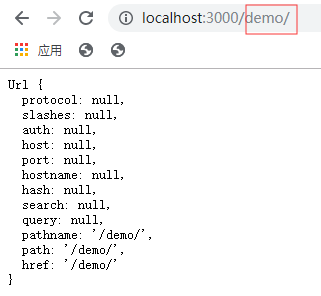 localhost:3000/demo/
应用
Url {
  protocol: null,
  slashes: null,
  auth: null,
  host: null,
  port: null,
  hostname: null,
  hash: null,
  search: null,
  query: null,
  pathname: '/demo/',
  path: '/demo/',
  href: '/demo/'
}